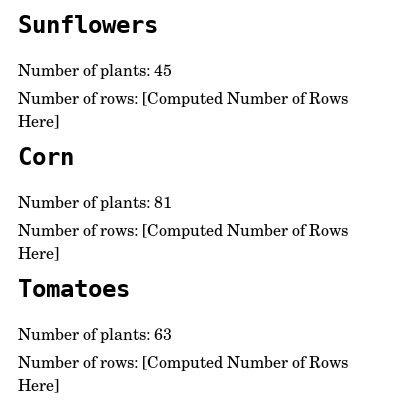 Sunflowers
Number of plants: 45
Number of rows: [Computed Number of Rows
Here]
Corn
Number of plants: 81
Number of rows: [Computed Number of Rows
Here]
Tomatoes
Number of plants: 63
Number of rows: [Computed Number of Rows
Here]